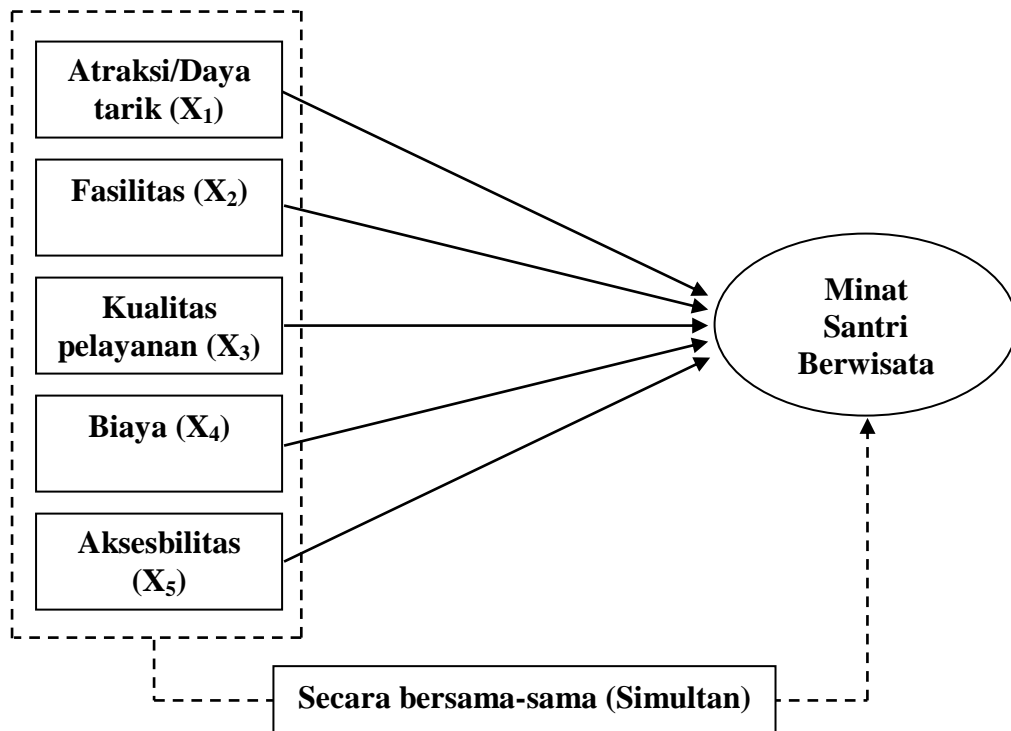 Atraksi/Daya
tarik (X₁)
Fasilitas (X₂)
Kualitas
pelayanan (X₃)
Biaya (X₄)
Aksesbilitas
(X₅)
Minat
Santri
Berwisata
Secara bersama-sama (Simultan)